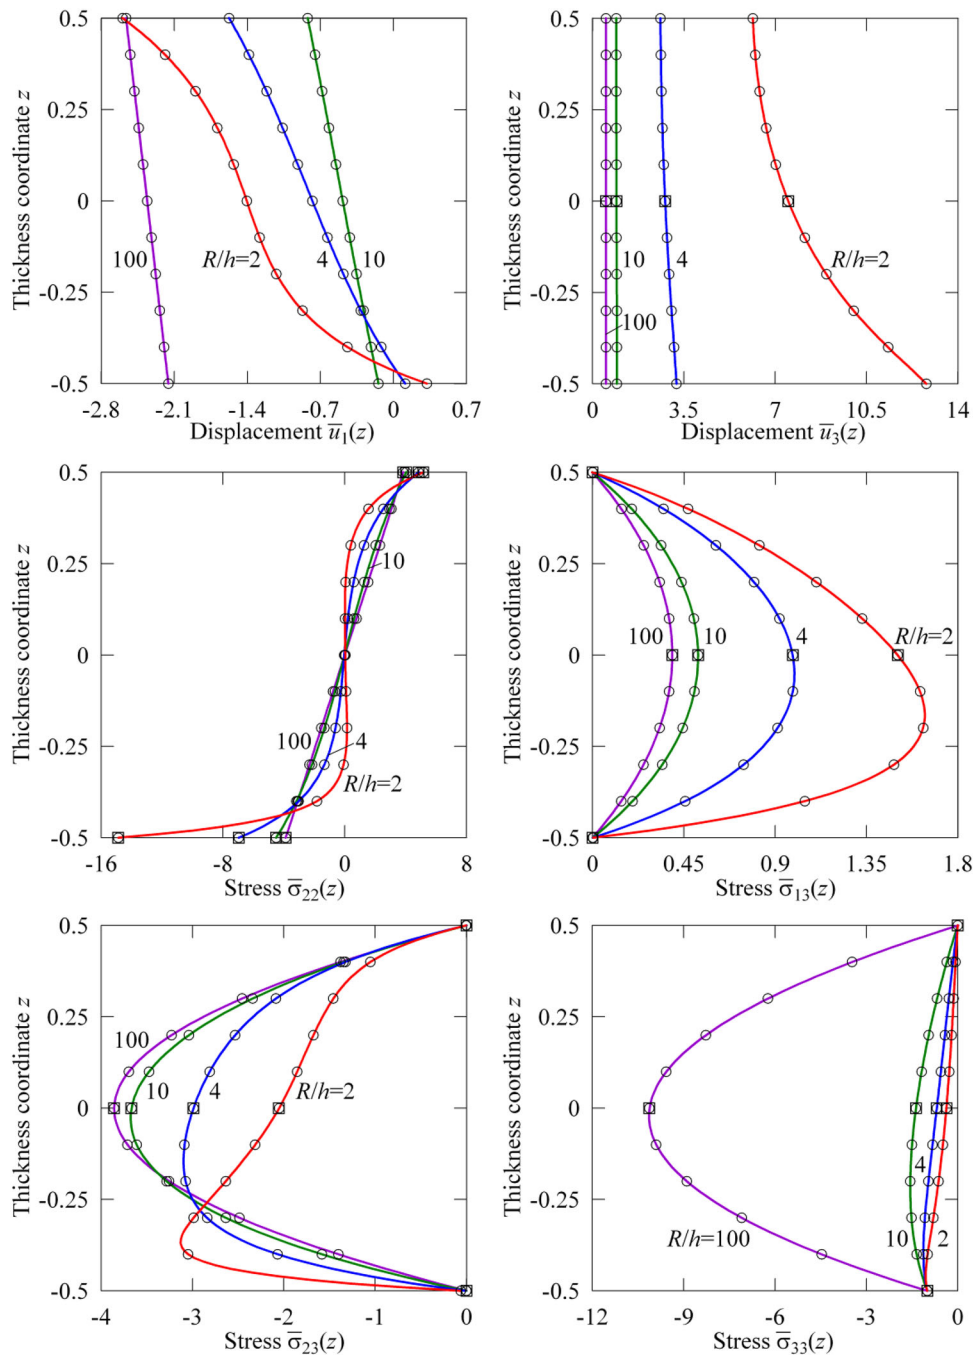 0.5
0.25
0
-0.25
-0.5
Thickness coordinate z
100
R/h=2
4
10
-2.8 -2.1 -1.4 -0.7 0 0.7
Displacement u̅₁(z)
0.5
0.25
0
-0.25
-0.5
Thickness coordinate z
10
4
R/h=2
100
0 3.5 7 10.5 14
Displacement u̅₃(z)
0.5
0.25
0
-0.25
-0.5
Thickness coordinate z
10
100
4
R/h=2
-16 -8 0 8
Stress σ̅₂₂(z)
0.5
0.25
0
-0.25
-0.5
Thickness coordinate z
100
10
4
R/h=2
0 0.45 0.9 1.35 1.8
Stress σ̅₁₃(z)
0.5
0.25
0
-0.25
-0.5
Thickness coordinate z
100
10
4
R/h=2
-4 -3 -2 -1 0
Stress σ̅₂₃(z)
0.5
0.25
0
-0.25
-0.5
Thickness coordinate z
4
R/h=100
10
2
-12 -9 -6 -3 0
Stress σ̅₃₃(z)